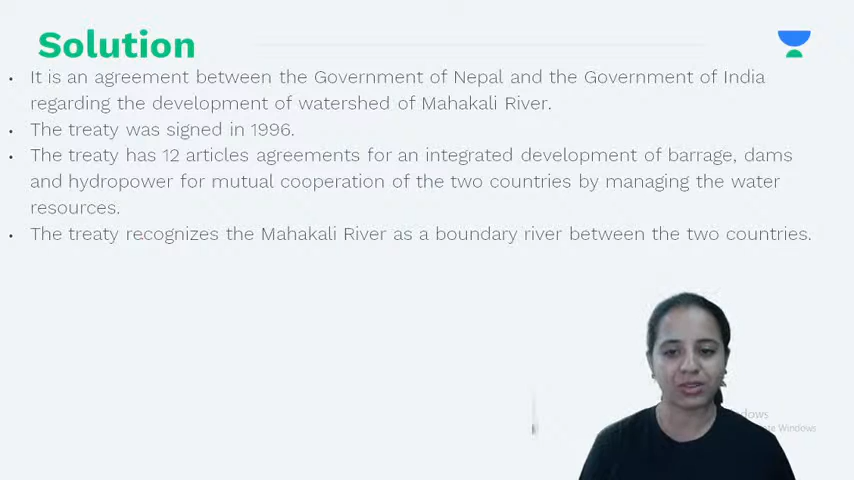 Solution
• It is an agreement between the Government of Nepal and the Government of India
regarding the development of watershed of Mahakali River.
• The treaty was signed in 1996.
• The treaty has 12 articles agreements for an integrated development of barrage, dams
and hydropower for mutual cooperation of the two countries by managing the water
resources.
• The treaty recognizes the Mahakali River as a boundary river between the two countries.
Windows